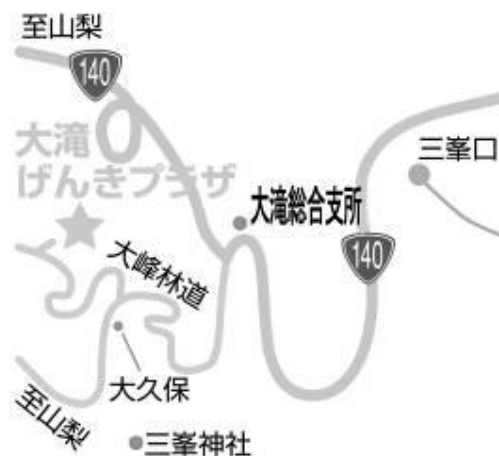 至山梨
140
大滝
げんきプラザ
三峯口
大滝総合支所
大峰林道
140
大久保
至山梨
三峯神社